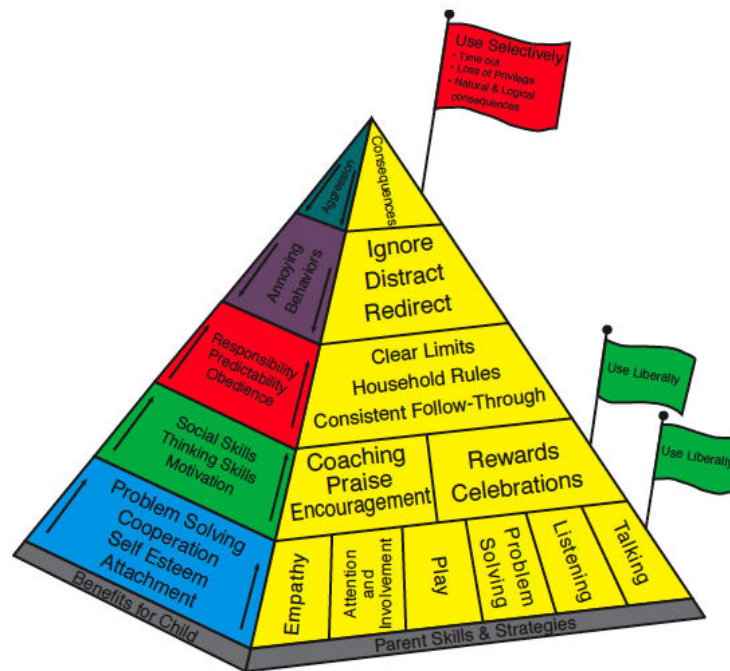 Use Selectively
• Time out
• Loss of Privilege
• Natural & Logical
consequences
Aggression
Consequences
Annoying
Behaviors
Ignore
Distract
Redirect
Responsibility
Predictability
Obedience
Clear Limits
Household Rules
Consistent Follow-Through
Use Liberally
Social Skills
Thinking Skills
Motivation
Coaching
Praise
Encouragement
Rewards
Celebrations
Use Liberally
Problem Solving
Cooperation
Self Esteem
Attachment
Empathy
Attention
and
Involvement
Play
Problem
Solving
Listening
Talking
Benefits for Child
Parent Skills & Strategies